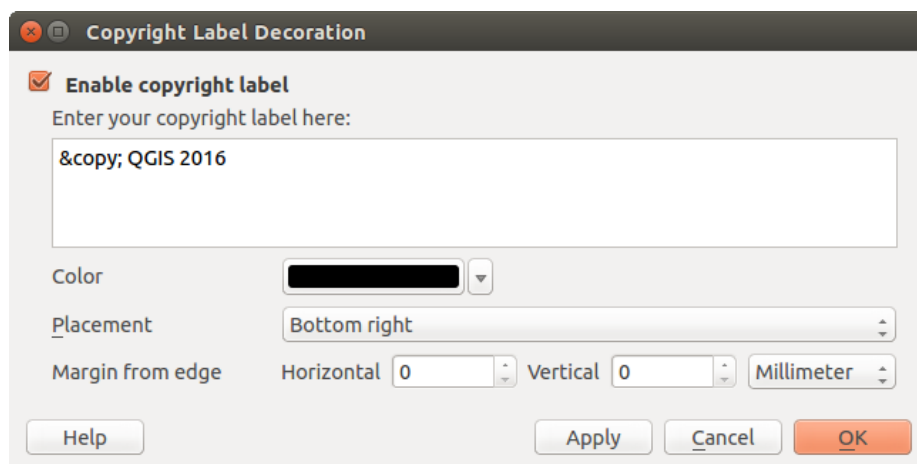 Copyright Label Decoration
Enable copyright label
Enter your copyright label here:
&copy; QGIS 2016
Color
Placement Bottom right
Margin from edge Horizontal 0 Vertical 0 Millimeter
Help Apply Cancel OK